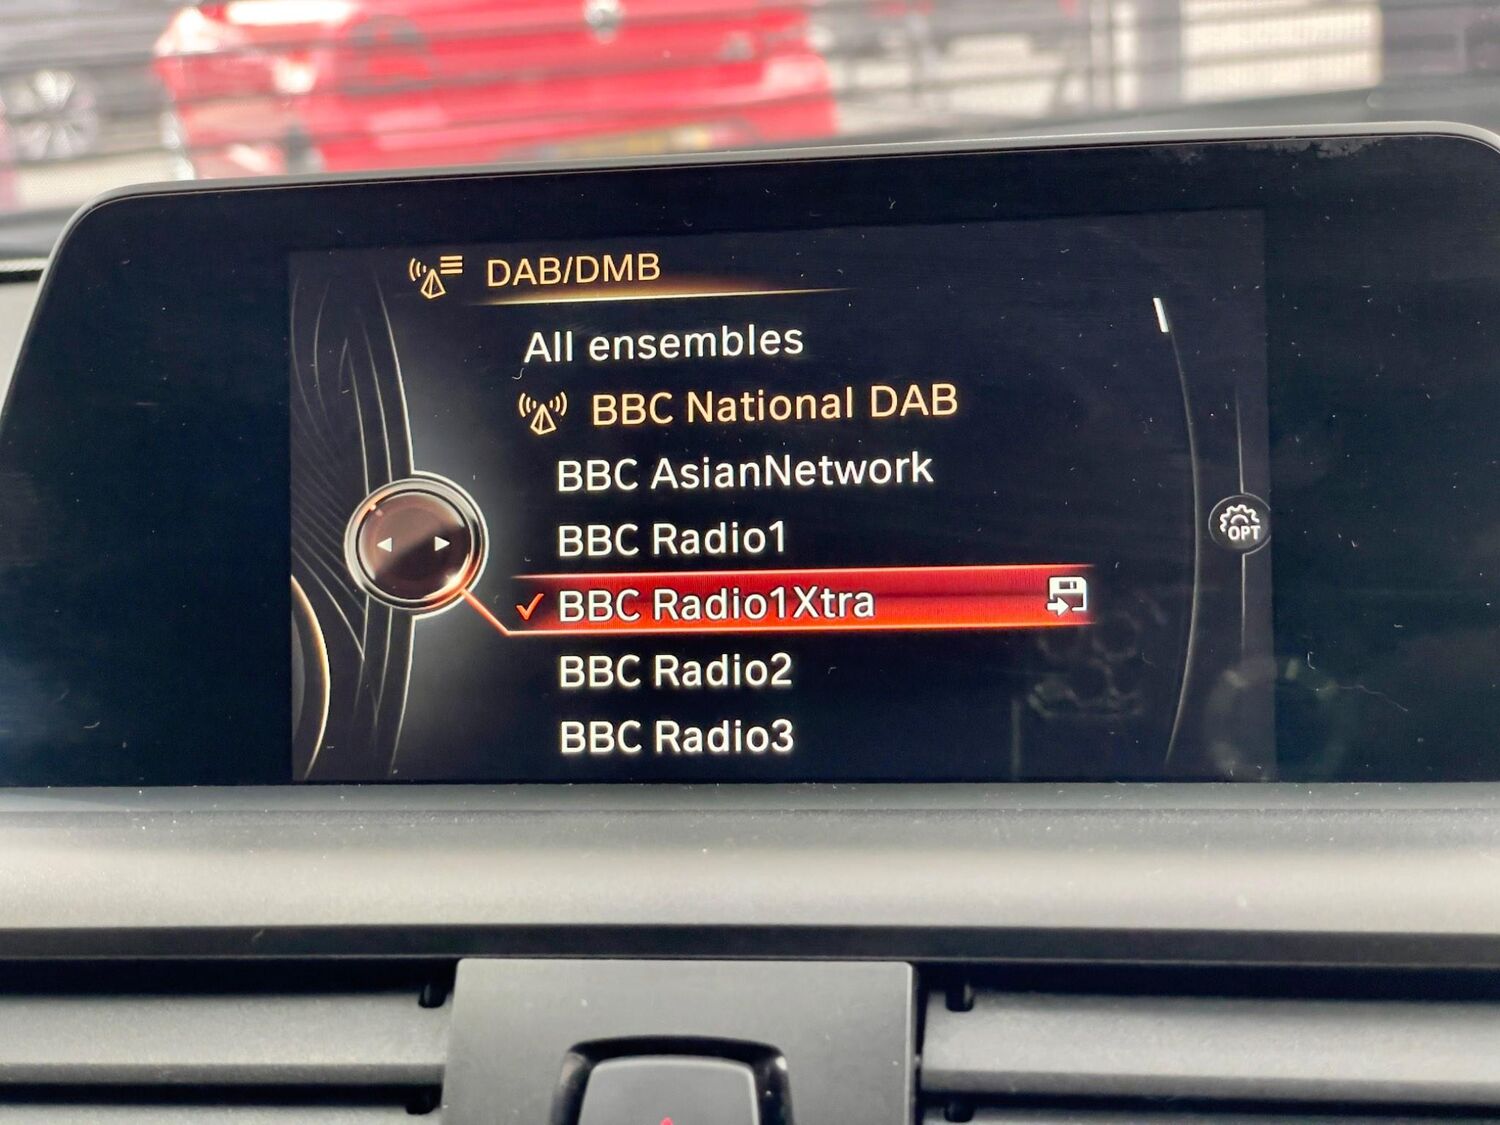 DAB/DMB
All ensembles
BBC National DAB
BBC AsianNetwork
BBC Radio1
OPT
BBC Radio1Xtra
BBC Radio2
BBC Radio3